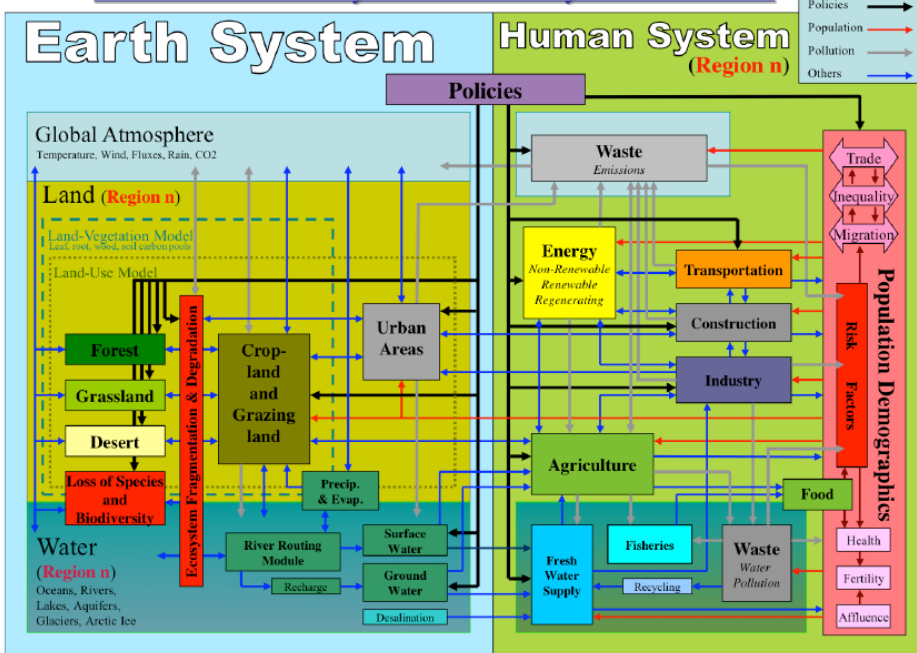 Policies
Population
Pollution
Others
Earth System
Human System
(Region n)
Policies
Global Atmosphere
Temperature, Wind, Fluxes, Rain, CO2
Land (Region n)
Land-Vegetation Model
Leaf, root, wood, soil carbon pools
Land-Use Model
Forest
Grassland
Desert
Loss of Species
and
Biodiversity
Ecosystem Fragmentation & Degradation
Crop-
land
and
Grazing
land
Urban
Areas
Precip.
& Evap.
Water
(Region n)
Oceans, Rivers,
Lakes, Aquifers,
Glaciers, Arctic Ice
River Routing
Module
Recharge
Surface
Water
Ground
Water
Desalination
Waste
Emissions
Energy
Non-Renewable
Renewable
Regenerating
Transportation
Construction
Industry
Agriculture
Food
Fresh
Water
Supply
Fisheries
Recycling
Waste
Water
Pollution
Trade
Inequality
Migration
Risk
Factors
Population Demographics
Health
Fertility
Affluence